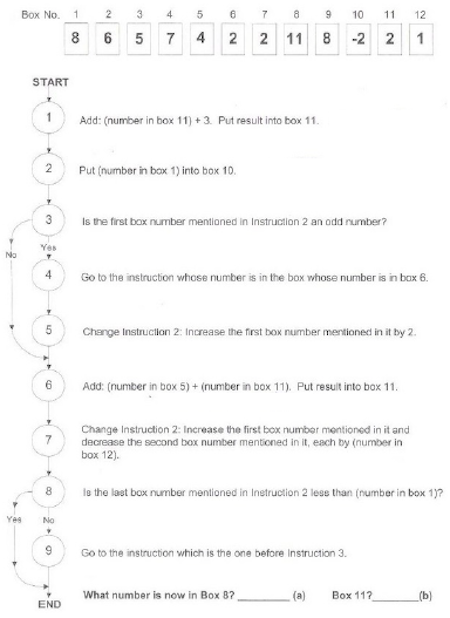 Box No. 1 2 3 4 5 6 7 8 9 10 11 12
8 6 5 7 4 2 2 11 8 -2 2 1
START
1 Add: (number in box 11) + 3. Put result into box 11.
2 Put (number in box 1) into box 10.
3 Is the first box number mentioned in Instruction 2 an odd number?
No Yes
4 Go to the instruction whose number is in the box whose number is in box 6.
5 Change Instruction 2: Increase the first box number mentioned in it by 2.
6 Add: (number in box 5) + (number in box 11). Put result into box 11.
7 Change Instruction 2: Increase the first box number mentioned in it and
decrease the second box number mentioned in it, each by (number in
box 12).
8 Is the last box number mentioned in Instruction 2 less than (number in box 1)?
Yes No
9 Go to the instruction which is the one before Instruction 3.
What number is now in Box 8? ________ (a) Box 11? ________ (b)
END